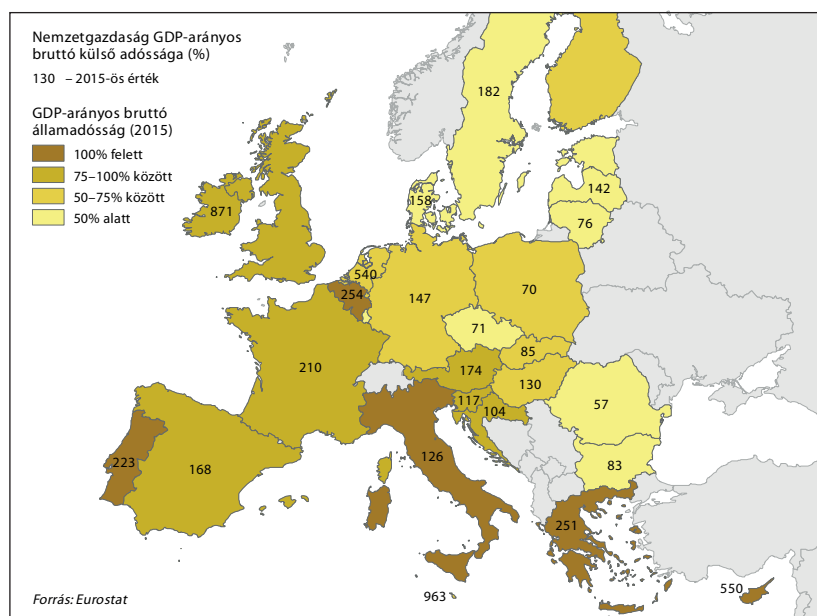 Nemzetgazdaság GDP-arányos
bruttó külső adóssága (%)
130 – 2015-ös érték
GDP-arányos bruttó
államadósság (2015)
100% felett
75–100% között
50–75% között
50% alatt
182
142
158
76
871
540
254
147
70
71
85
210
174
130
117
104
57
126
83
223
168
251
963
550
Forrás: Eurostat